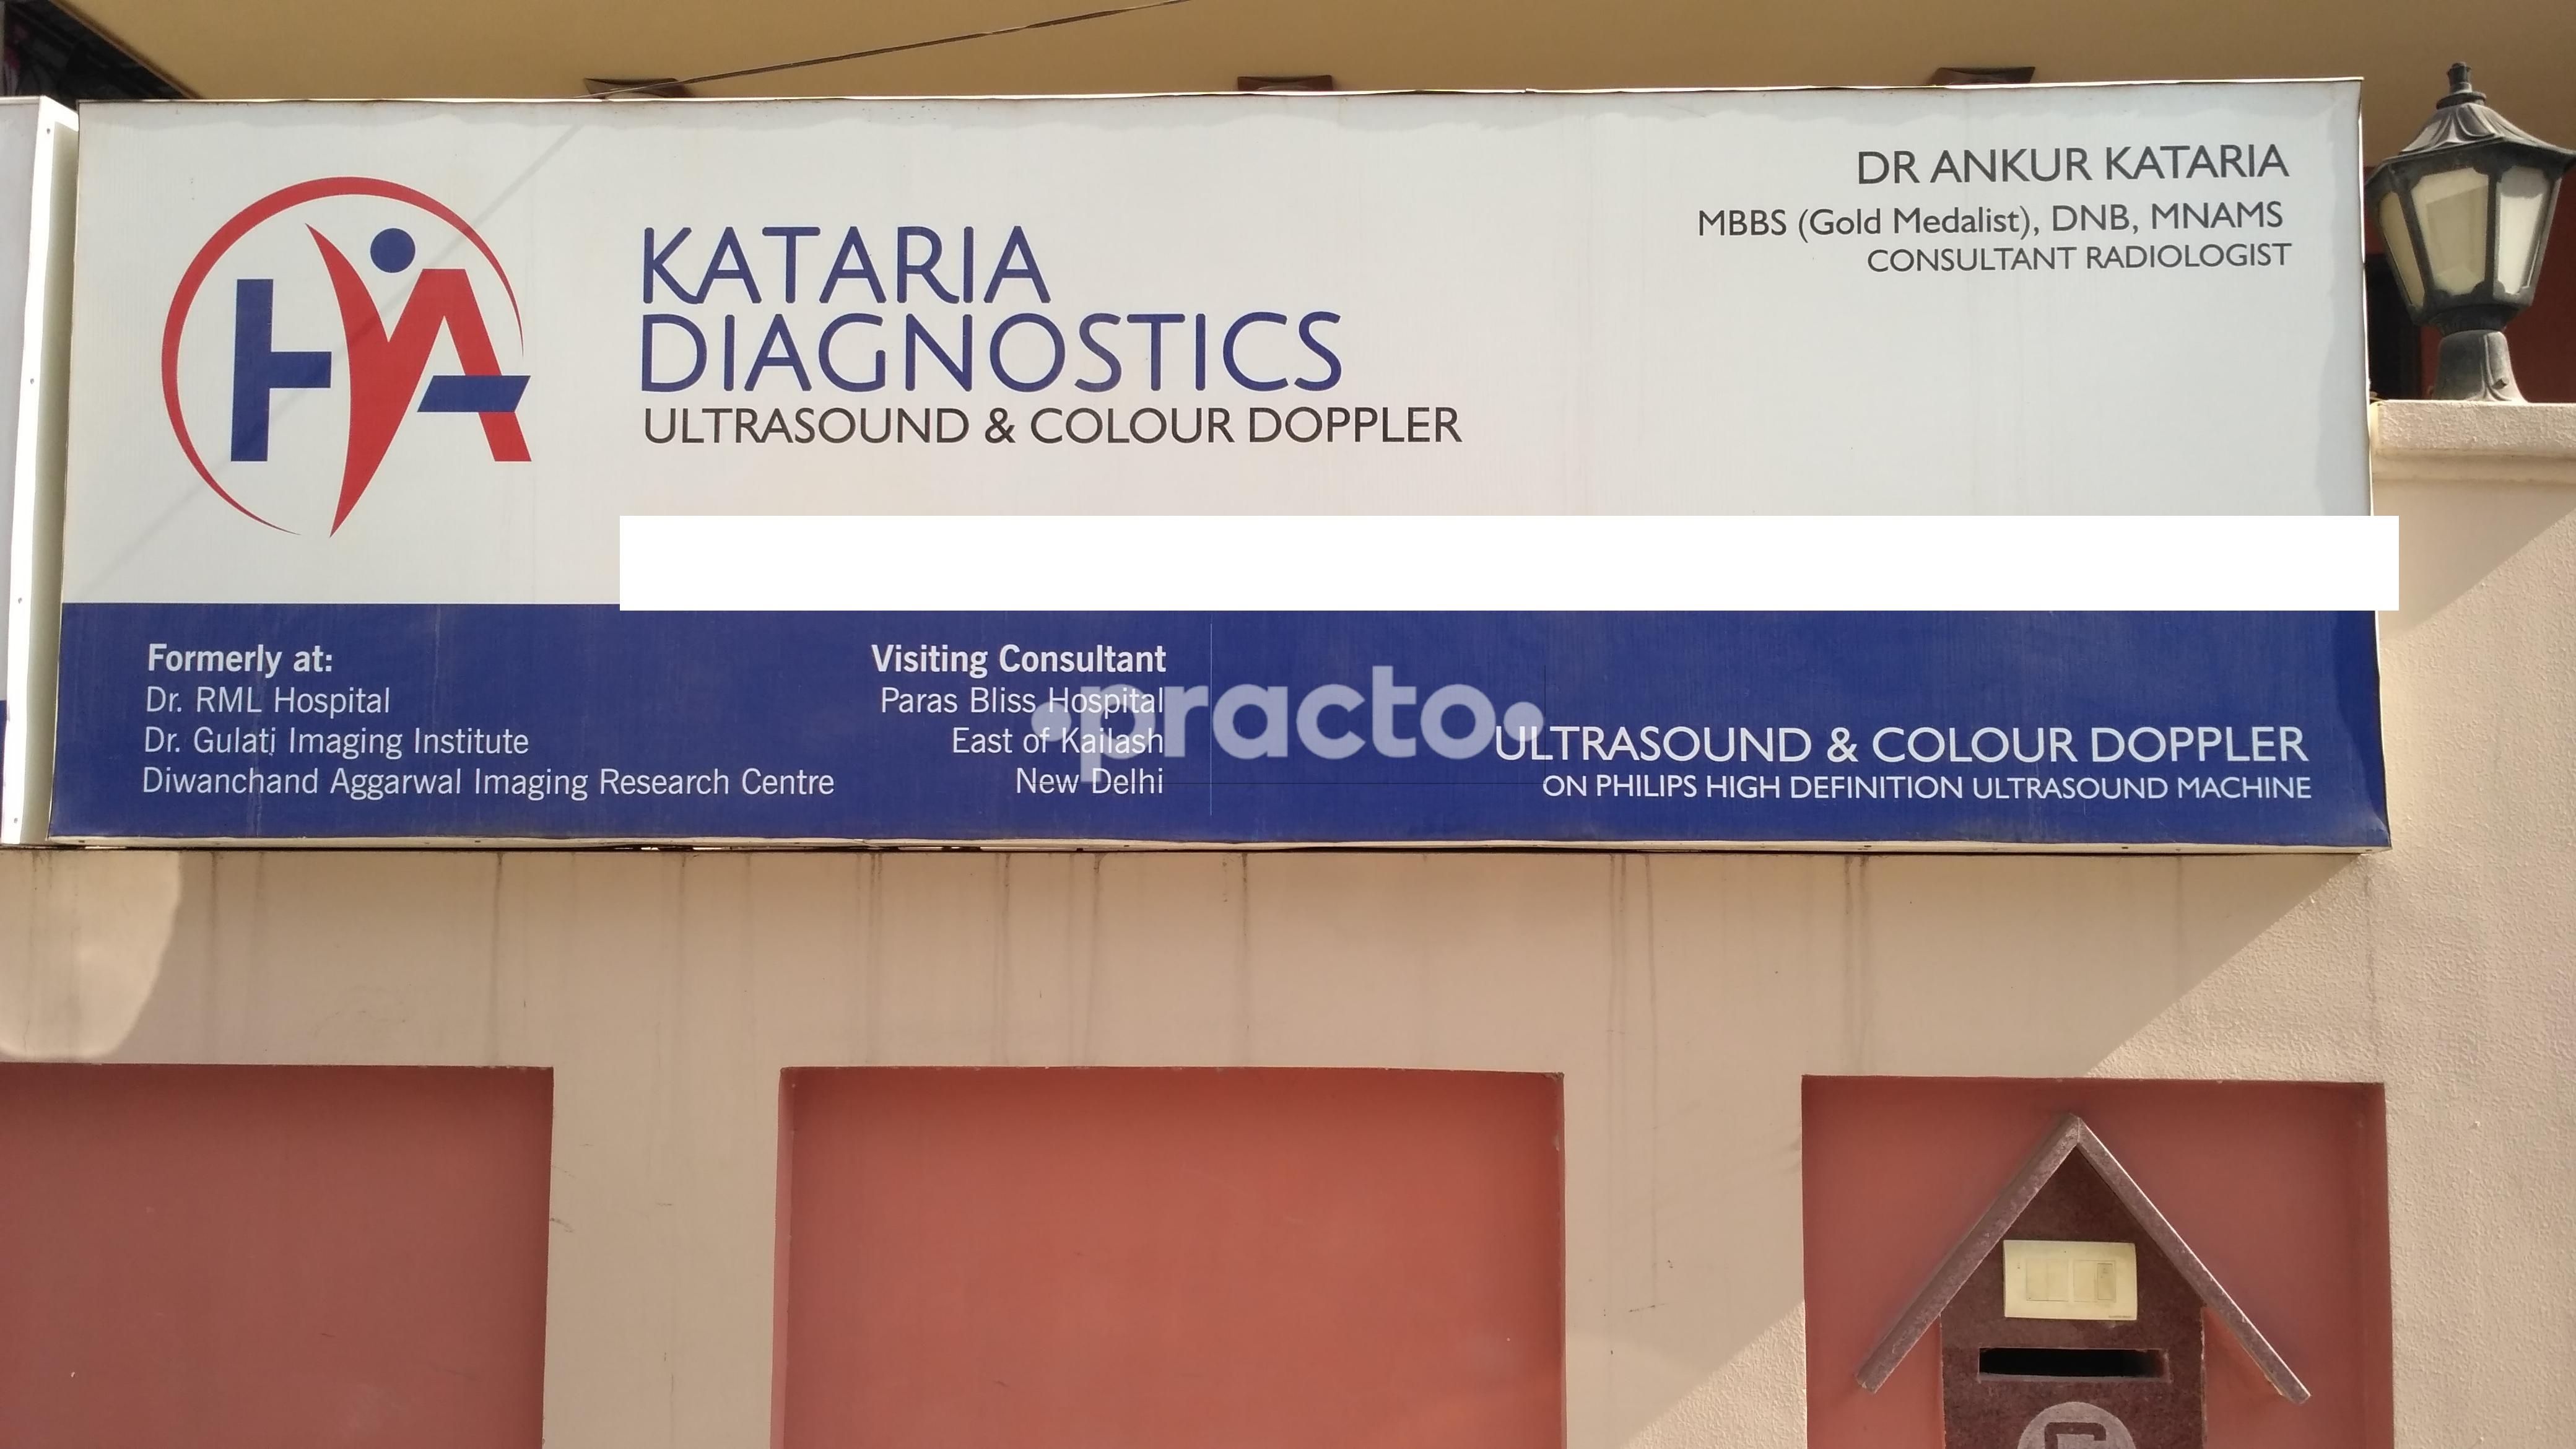 DR ANKUR KATARIA
MBBS (Gold Medalist), DNB, MNAMS
CONSULTANT RADIOLOGIST
KATARIA
DIAGNOSTICS
ULTRASOUND & COLOUR DOPPLER
Formerly at:
Dr. RML Hospital
Dr. Gulati Imaging Institute
Diwanchand Aggarwal Imaging Research Centre
Visiting Consultant
Paras Bliss Hospital
East of Kailash
New Delhi
practo
ULTRASOUND & COLOUR DOPPLER
ON PHILIPS HIGH DEFINITION ULTRASOUND MACHINE